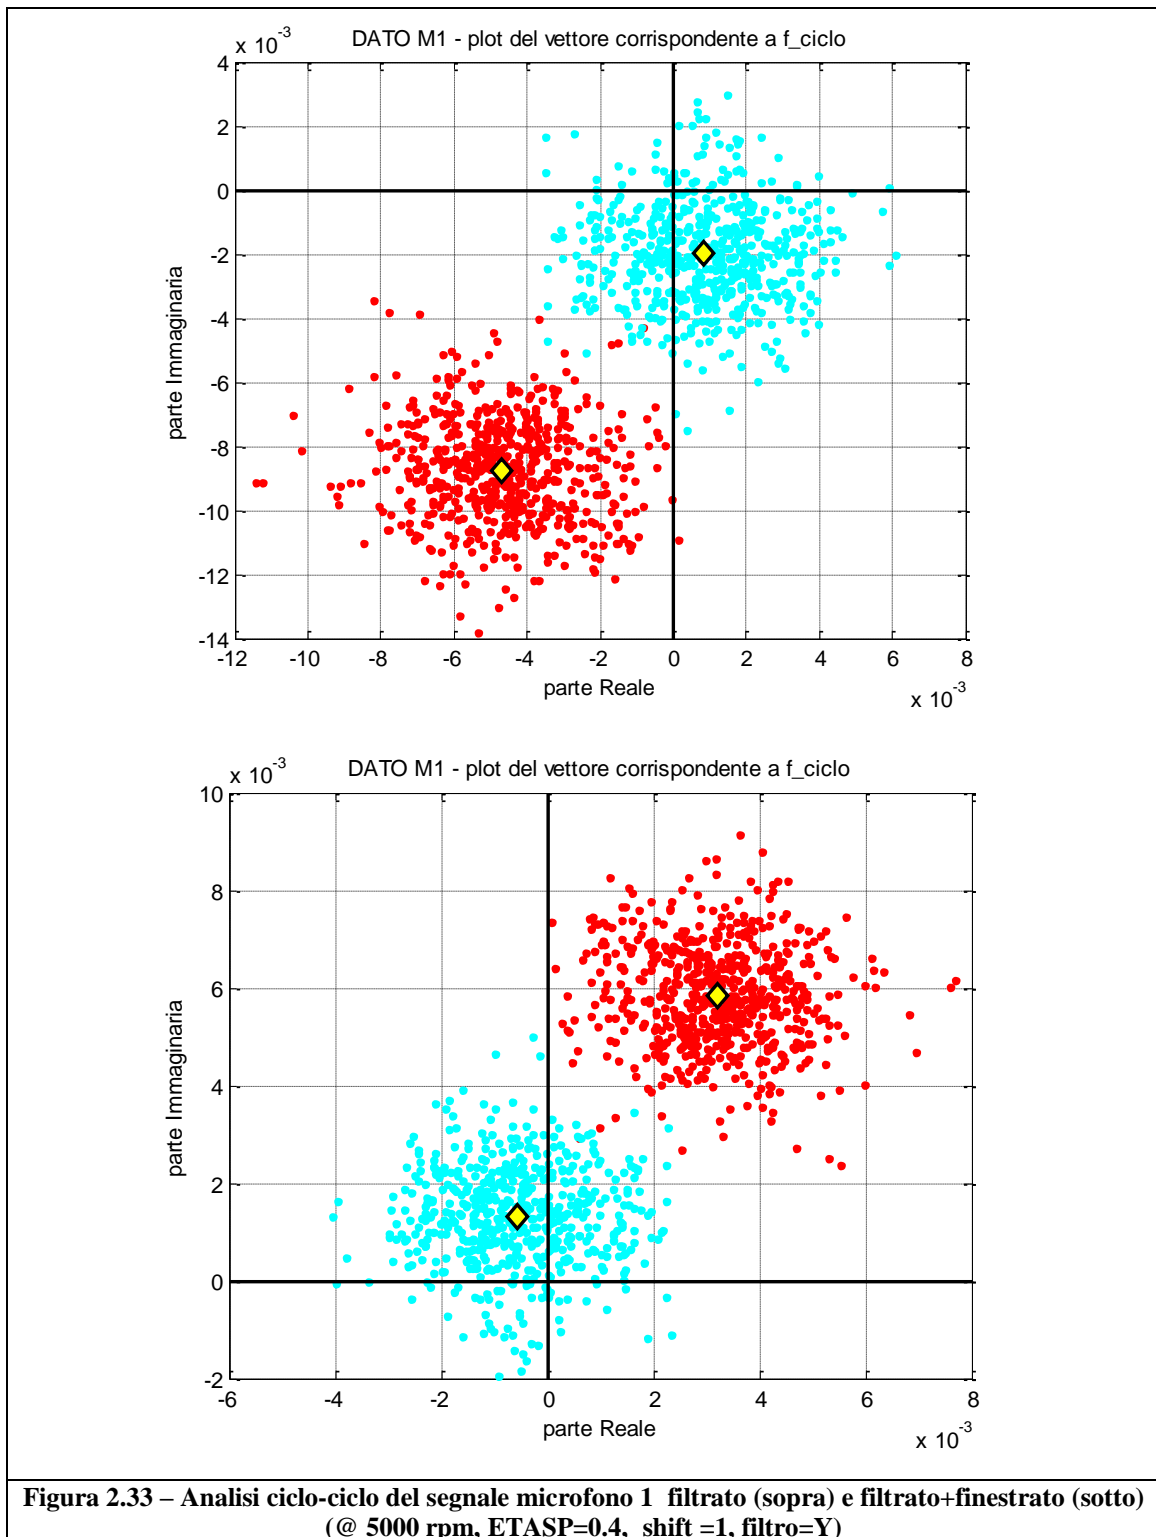 x 10^-3
DATO M1 - plot del vettore corrispondente a f_ciclo
4
2
0
-2
-4
-6
-8
-10
-12
-14
parte Immaginaria
-12 -10 -8 -6 -4 -2 0 2 4 6 8
parte Reale
x 10^-3
x 10^-3
DATO M1 - plot del vettore corrispondente a f_ciclo
10
8
6
4
2
0
-2
parte Immaginaria
-6 -4 -2 0 2 4 6 8
parte Reale
x 10^-3
Figura 2.33 – Analisi ciclo-ciclo del segnale microfono 1 filtrato (sopra) e filtrato+finestrato (sotto)
(@ 5000 rpm, ETASP=0.4, shift =1, filtro=Y)